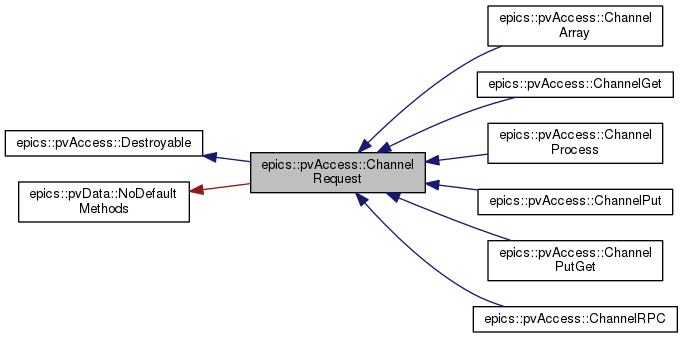 epics::pvAccess::Destroyable
epics::pvData::NoDefault
Methods
epics::pvAccess::Channel
Request
epics::pvAccess::Channel
Array
epics::pvAccess::ChannelGet
epics::pvAccess::Channel
Process
epics::pvAccess::ChannelPut
epics::pvAccess::Channel
PutGet
epics::pvAccess::ChannelRPC